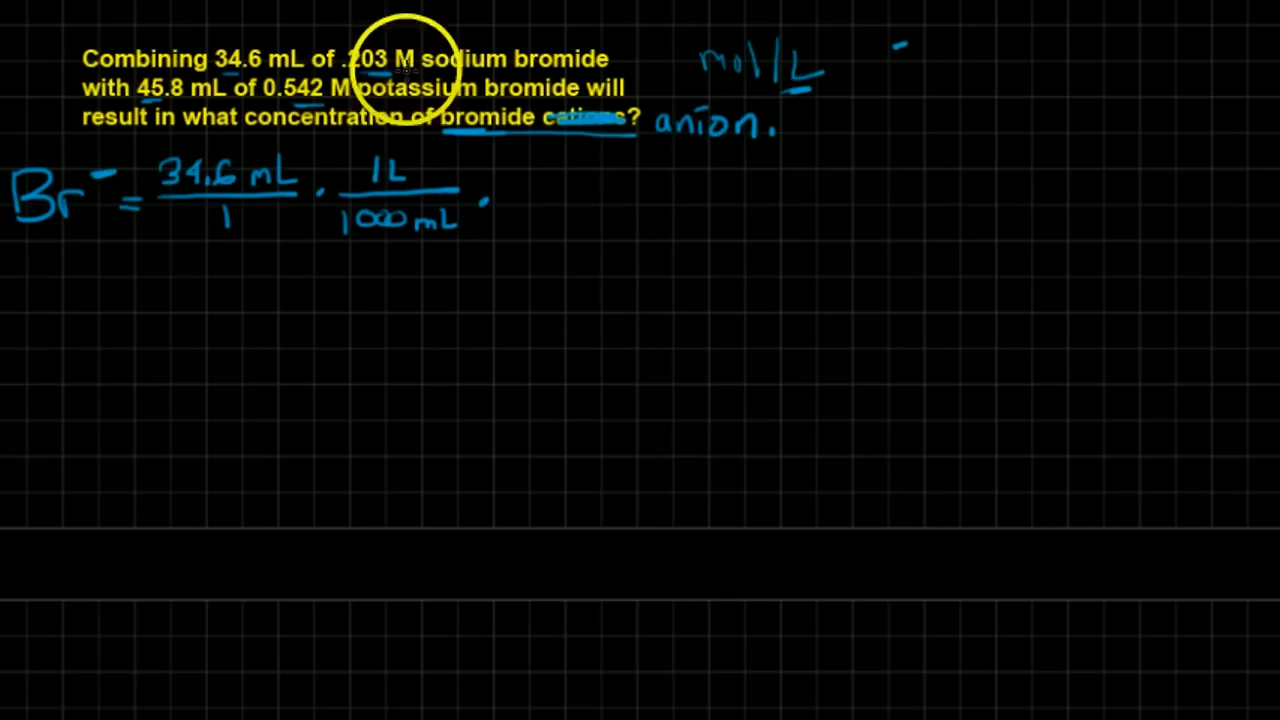 Combining 34.6 mL of .203 M sodium bromide
with 45.8 mL of 0.542 M potassium bromide will
result in what concentration of bromide cations?
mol/L
anion.
Br⁻ = 34.6 mL / 1 · 1L / 1000 mL ·